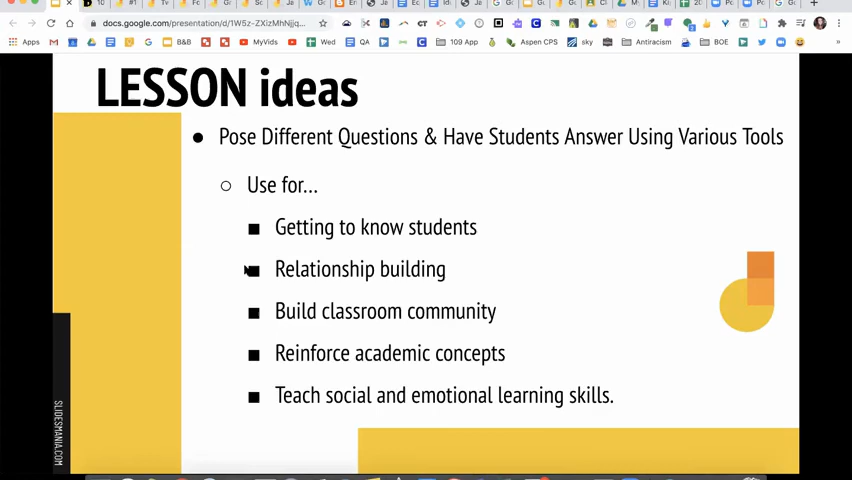 docs.google.com/presentation/d/1W5z-ZXizMhNjjq...
Apps
B&B
MyVids
Wed
QA
109 App
Aspen CPS
sky
Antiracism
BOE
LESSON ideas
● Pose Different Questions & Have Students Answer Using Various Tools
○ Use for...
■ Getting to know students
■ Relationship building
■ Build classroom community
■ Reinforce academic concepts
■ Teach social and emotional learning skills.
SLIDESMANIA.COM